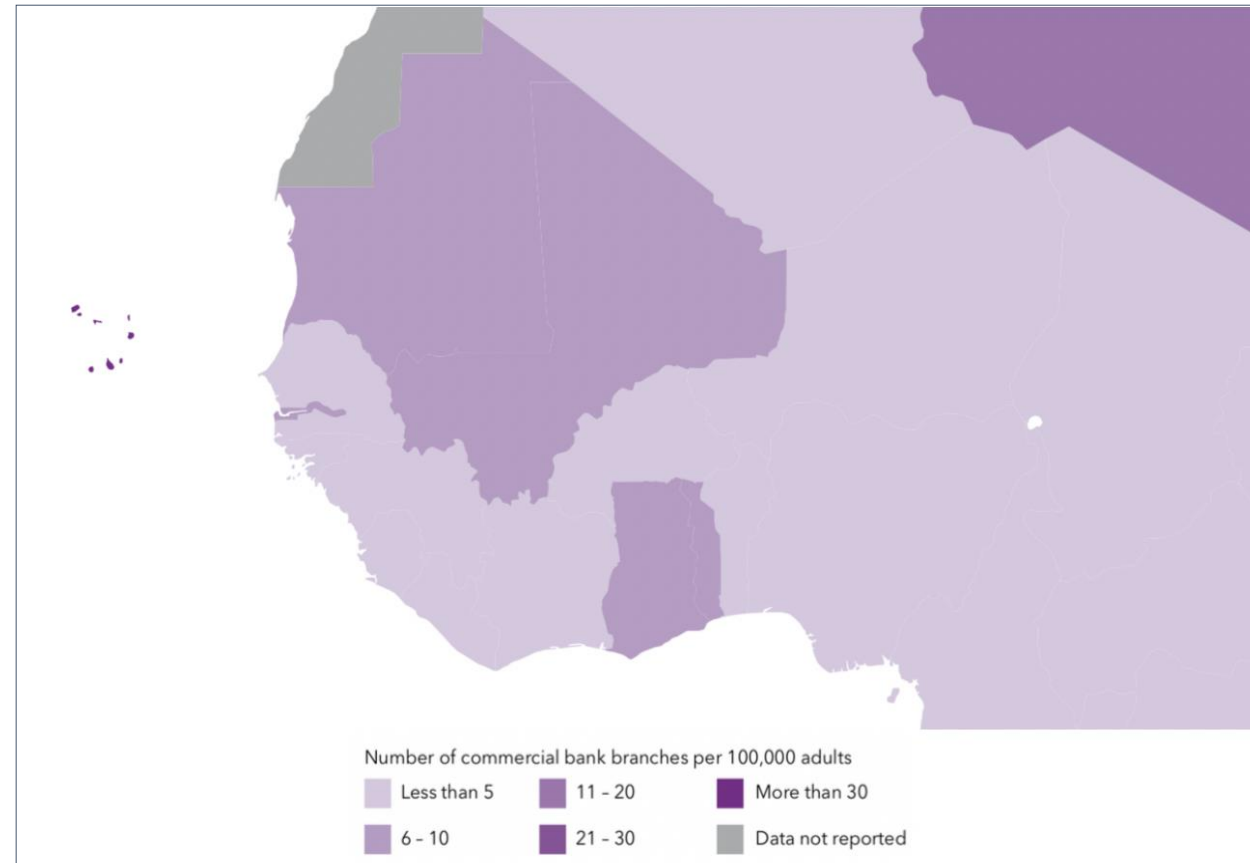 Number of commercial bank branches per 100,000 adults
Less than 5
11 – 20
More than 30
6 – 10
21 – 30
Data not reported